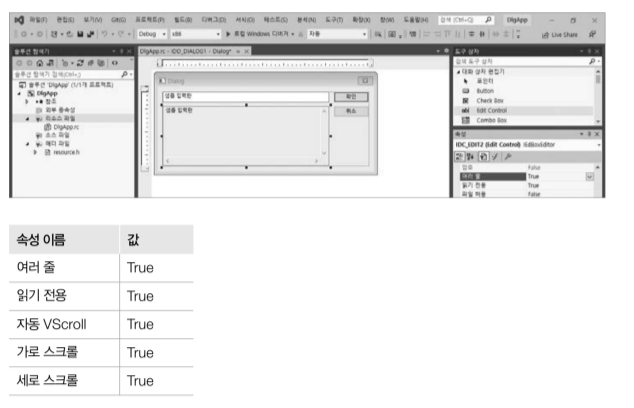 파일(F) 편집(E) 보기(V) Git(G) 프로젝트(P) 빌드(B) 디버그(D) 서식(O) 테스트(S) 분석(N) 도구(T) 확장(X) 창(W) 도움말(H) 검색 (Ctrl+Q) DlgApp
Debug x86 로컬 Windows 디버거 자동 Live Share
솔루션 탐색기
솔루션 탐색기 검색(Ctrl+;)
솔루션 'DlgApp' (1/1개 프로젝트)
DlgApp
참조
외부 종속성
리소스 파일
DlgApp.rc
소스 파일
헤더 파일
resource.h
DlgApp.rc - IDD_DIALOG1 - Dialog*
Dialog
샘플 입력란
확인
샘플 입력란
취소
도구 상자
검색 도구 상자
대화 상자 편집기
포인터
Button
Check Box
Edit Control
Combo Box
속성
IDC_EDIT2 (Edit Control) IEditBoxEditor
False
여러 줄 True
읽기 전용 True
파일 허용 False
속성 이름 값
여러 줄 True
읽기 전용 True
자동 VScroll True
가로 스크롤 True
세로 스크롤 True